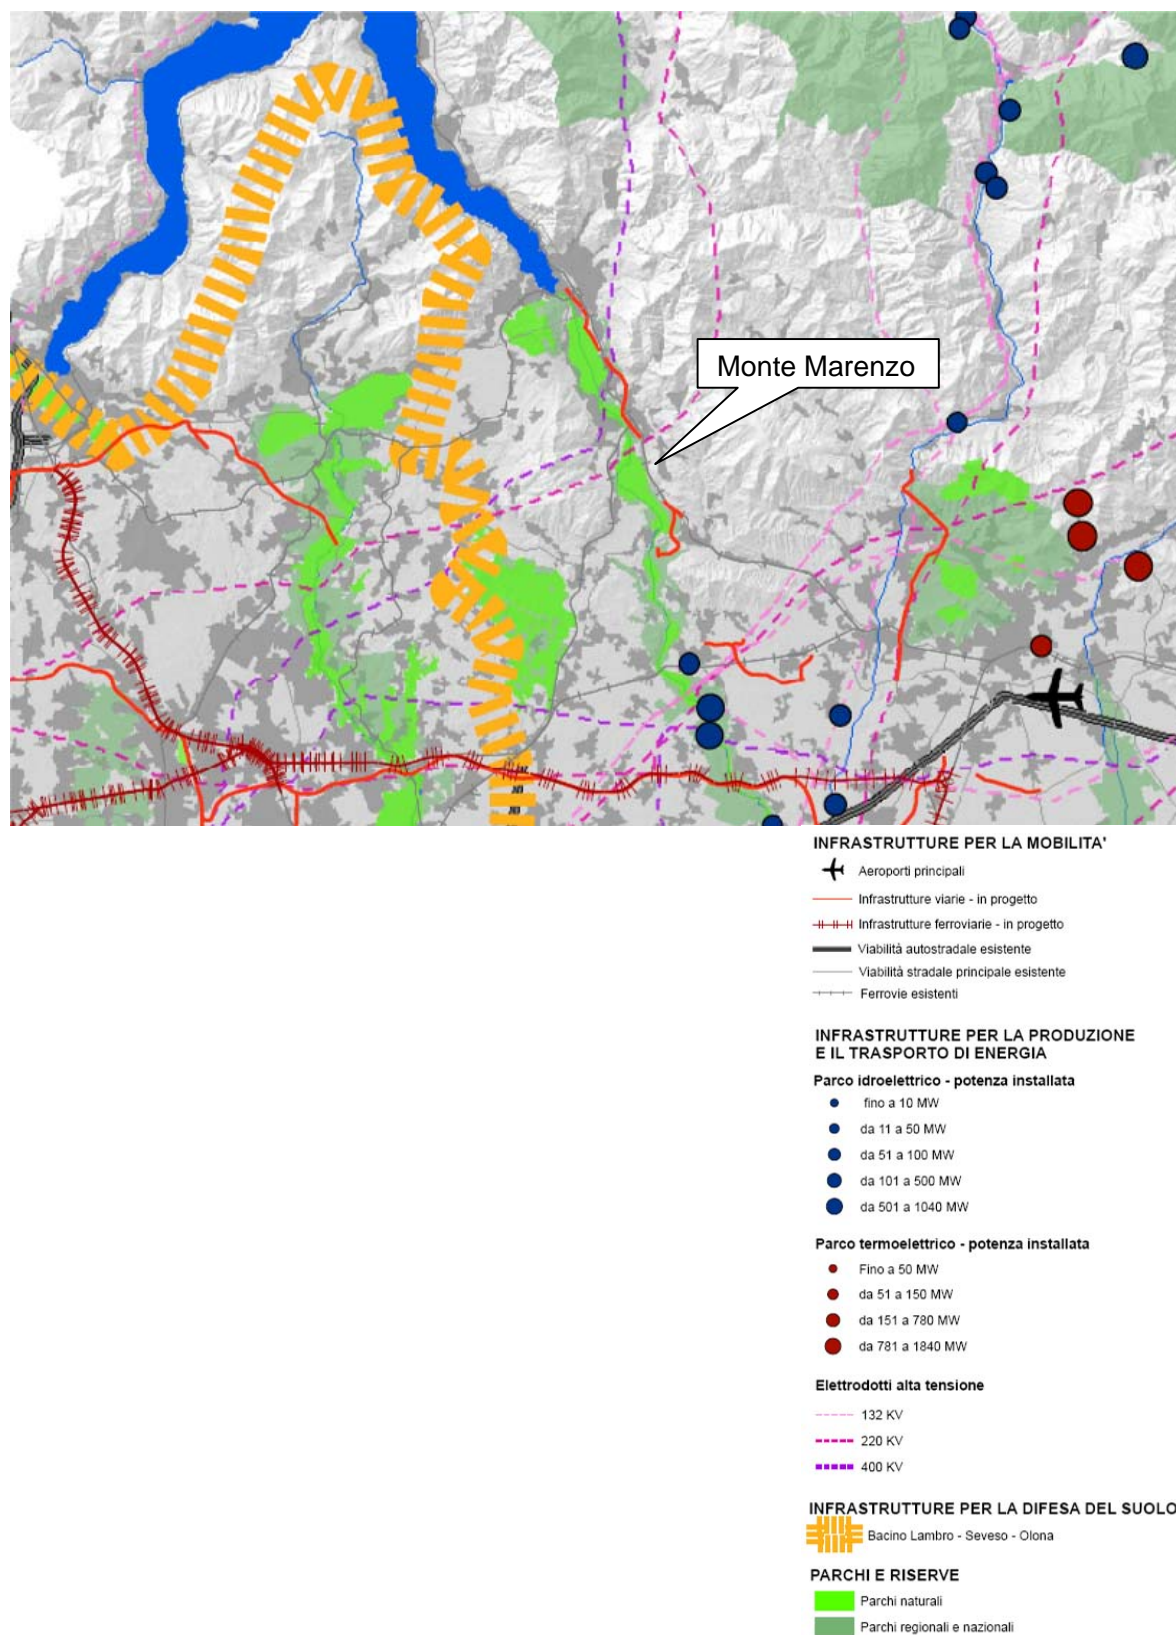 Monte Marenzo
INFRASTRUTTURE PER LA MOBILITA'
Aeroporti principali
Infrastrutture viarie - in progetto
Infrastrutture ferroviarie - in progetto
Viabilità autostradale esistente
Viabilità stradale principale esistente
Ferrovie esistenti
INFRASTRUTTURE PER LA PRODUZIONE
E IL TRASPORTO DI ENERGIA
Parco idroelettrico - potenza installata
fino a 10 MW
da 11 a 50 MW
da 51 a 100 MW
da 101 a 500 MW
da 501 a 1040 MW
Parco termoelettrico - potenza installata
Fino a 50 MW
da 51 a 150 MW
da 151 a 780 MW
da 781 a 1840 MW
Elettrodotti alta tensione
132 KV
220 KV
400 KV
INFRASTRUTTURE PER LA DIFESA DEL SUOLO
Bacino Lambro - Seveso - Olona
PARCHI E RISERVE
Parchi naturali
Parchi regionali e nazionali